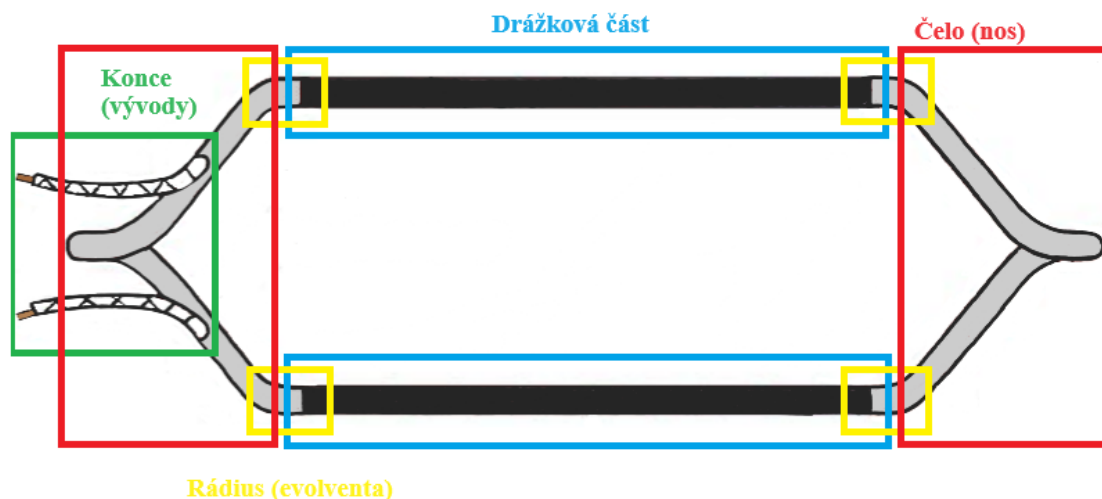 Drážková část
Čelo (nos)
Konce
(vývody)
Rádius (evolventa)